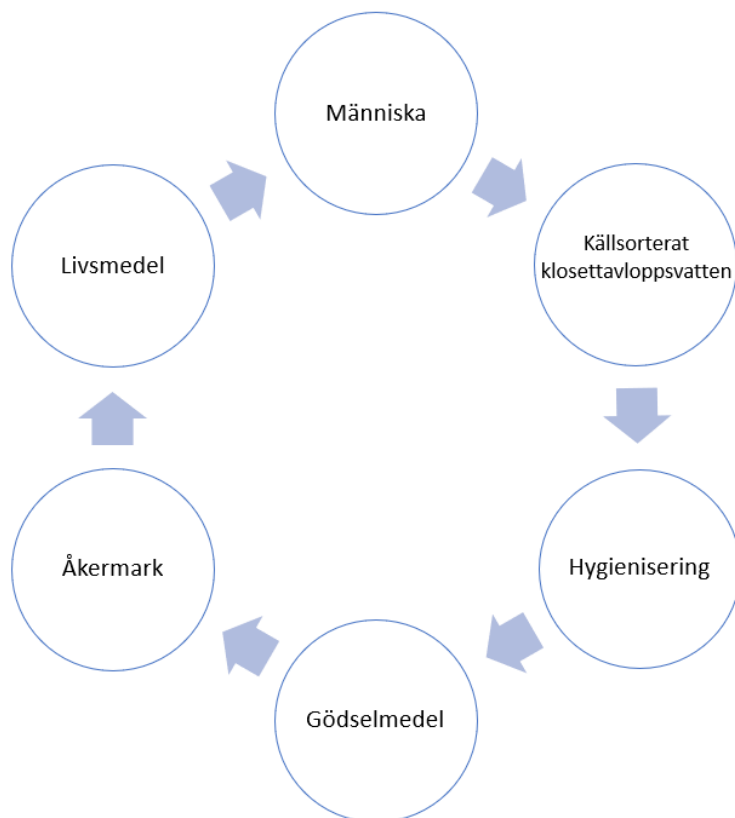 Människa
Källsorterat
klosettavloppsvatten
Hygienisering
Gödselmedel
Åkermark
Livsmedel